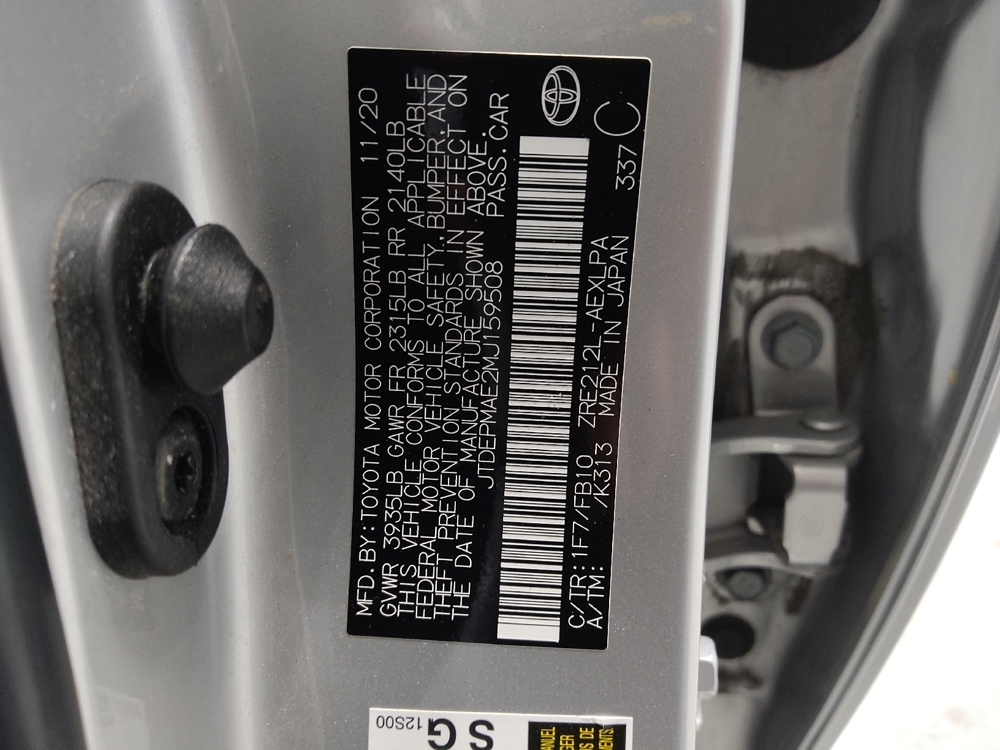 MFD. BY: TOYOTA MOTOR CORPORATION 11/20
GVWR 3935LB GAWR FR 2315LB RR 2140LB
THIS VEHICLE CONFORMS TO ALL APPLICABLE
FEDERAL MOTOR VEHICLE SAFETY, BUMPER, AND
THEFT PREVENTION STANDARDS IN EFFECT ON
THE DATE OF MANUFACTURE SHOWN ABOVE.
JTDEPMAE2MJ159508 PASS. CAR
C/TR: 1F7/FB10 ZRE212L-AEXLPA
A/TM: /K313 MADE IN JAPAN 337 C
S G
12S00